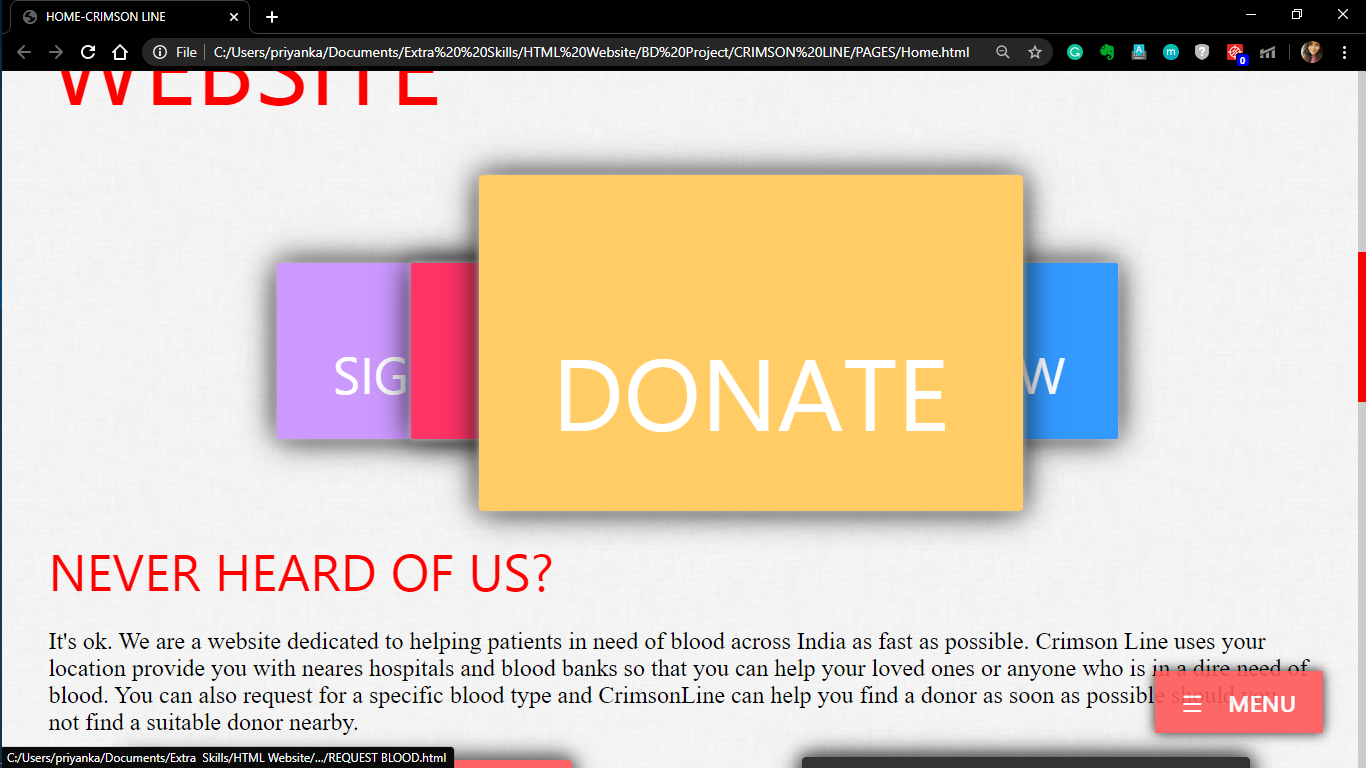 HOME-CRIMSON LINE
File C:/Users/priyanka/Documents/Extra%20%20Skills/HTML%20Website/BD%20Project/CRIMSON%20LINE/PAGES/Home.html
0
WEBSITE
SIG DONATE W
NEVER HEARD OF US?
It's ok. We are a website dedicated to helping patients in need of blood across India as fast as possible. Crimson Line uses your
location provide you with neares hospitals and blood banks so that you can help your loved ones or anyone who is in a dire need of
blood. You can also request for a specific blood type and CrimsonLine can help you find a donor as soon as possible should you
not find a suitable donor nearby.
☰ MENU
C:/Users/priyanka/Documents/Extra Skills/HTML Website/.../REQUEST BLOOD.html